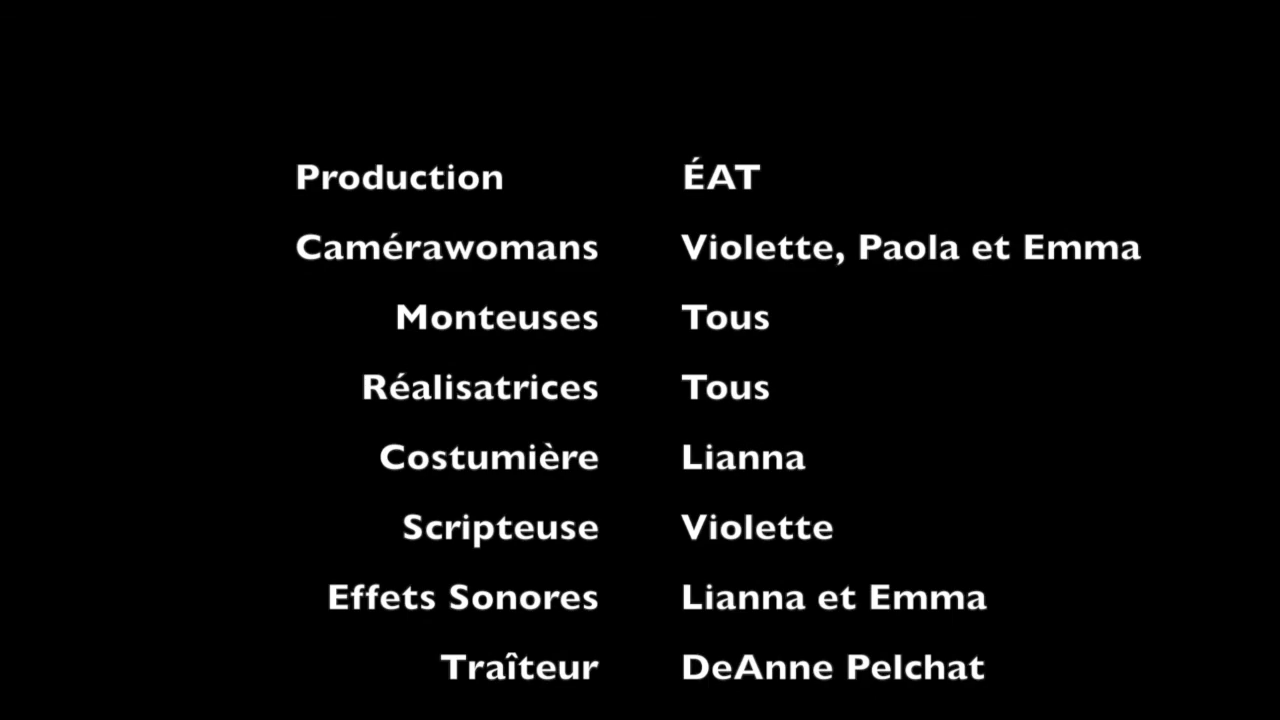 Production ÉAT
Camérawomans Violette, Paola et Emma
Monteuses Tous
Réalisatrices Tous
Costumière Lianna
Scripteuse Violette
Effets Sonores Lianna et Emma
Traîteur DeAnne Pelchat